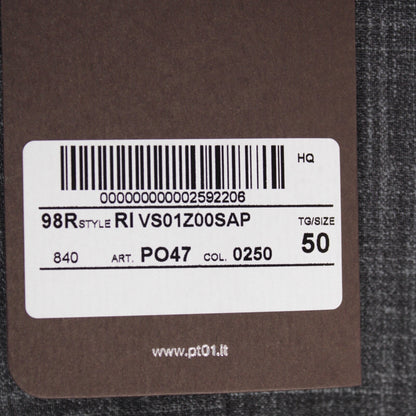 HQ
000000000002592206
98R STYLE RI VS01Z00SAP TG/SIZE
840 ART. PO47 COL. 0250 50
www.pt01.it